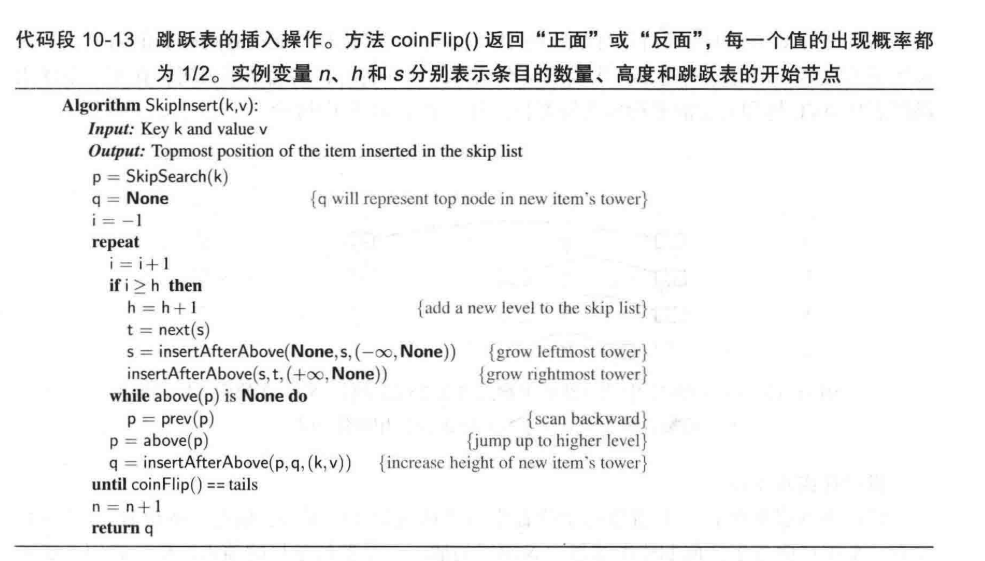 代码段 10-13 跳跃表的插入操作。方法 coinFlip() 返回“正面”或“反面”，每一个值的出现概率都
为 1/2。实例变量 n、h 和 s 分别表示条目的数量、高度和跳跃表的开始节点
Algorithm SkipInsert(k,v):
Input: Key k and value v
Output: Topmost position of the item inserted in the skip list
p = SkipSearch(k)
q = None {q will represent top node in new item's tower}
i = −1
repeat
i = i+1
if i ≥ h then
h = h+1 {add a new level to the skip list}
t = next(s)
s = insertAfterAbove(None,s,(−∞,None)) {grow leftmost tower}
insertAfterAbove(s,t,(+∞,None)) {grow rightmost tower}
while above(p) is None do
p = prev(p) {scan backward}
p = above(p) {jump up to higher level}
q = insertAfterAbove(p,q,(k,v)) {increase height of new item's tower}
until coinFlip() == tails
n = n+1
return q